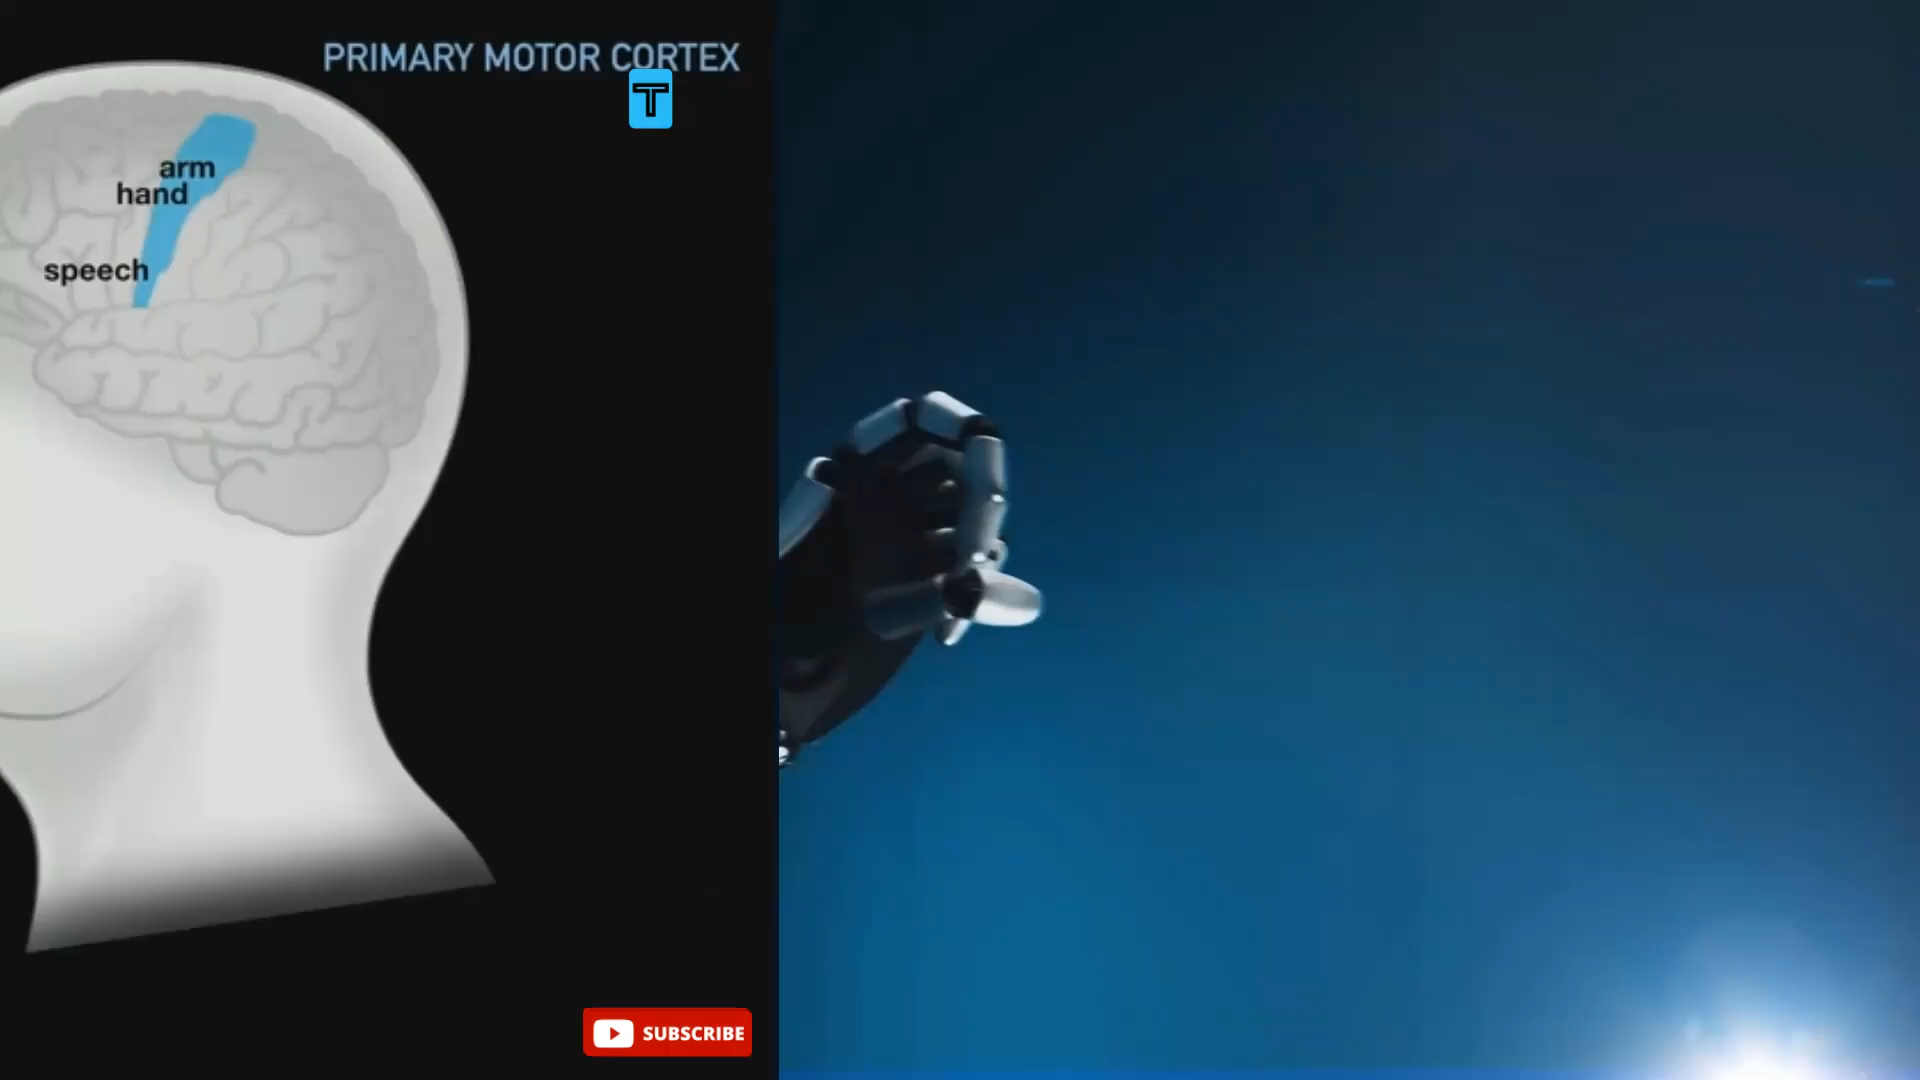 PRIMARY MOTOR CORTEX
T
arm
hand
speech
SUBSCRIBE